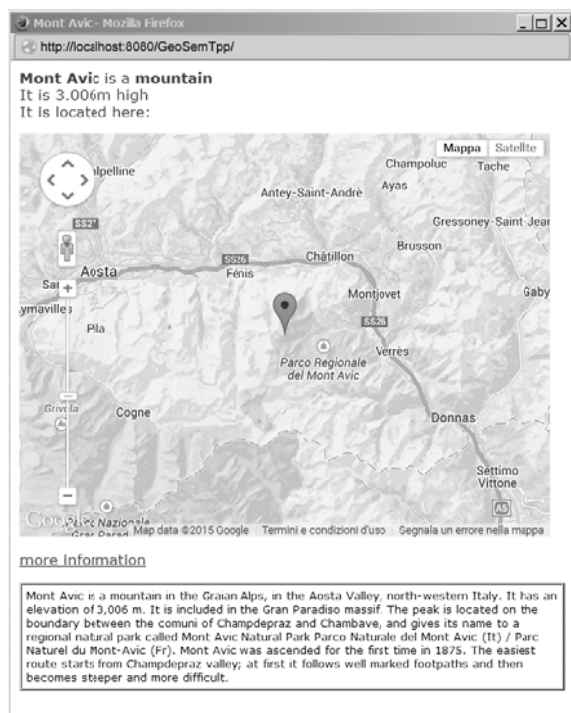 Mont Avic - Mozilla Firefox
http://localhost:8080/GeoSemTpp/
Mont Avic is a mountain
It is 3.006m high
It is located here:
Mappa Satellite
Champoluc Tache
Antey-Saint-Andrè Ayas
SS27
Gressoney-Saint-Jean
Brusson
Châtillon
SS26
Aosta
Fénis
Gaby
Montjovet
SS26
Pila
Verrès
Parco Regionale
del Mont Avic
Cogne
Donnas
Settimo
Vittone
A5
Google
Map data ©2015 Google Termini e condizioni d'uso Segnala un errore nella mappa
more information
Mont Avic is a mountain in the Graian Alps, in the Aosta Valley, north-western Italy. It has an
elevation of 3,006 m. It is included in the Gran Paradiso massif. The peak is located on the
boundary between the comuni of Champdepraz and Chambave, and gives its name to a
regional natural park called Mont Avic Natural Park Parco Naturale del Mont Avic (It) / Parc
Naturel du Mont-Avic (Fr). Mont Avic was ascended for the first time in 1875. The easiest
route starts from Champdepraz valley; at first it follows well marked footpaths and then
becomes steeper and more difficult.